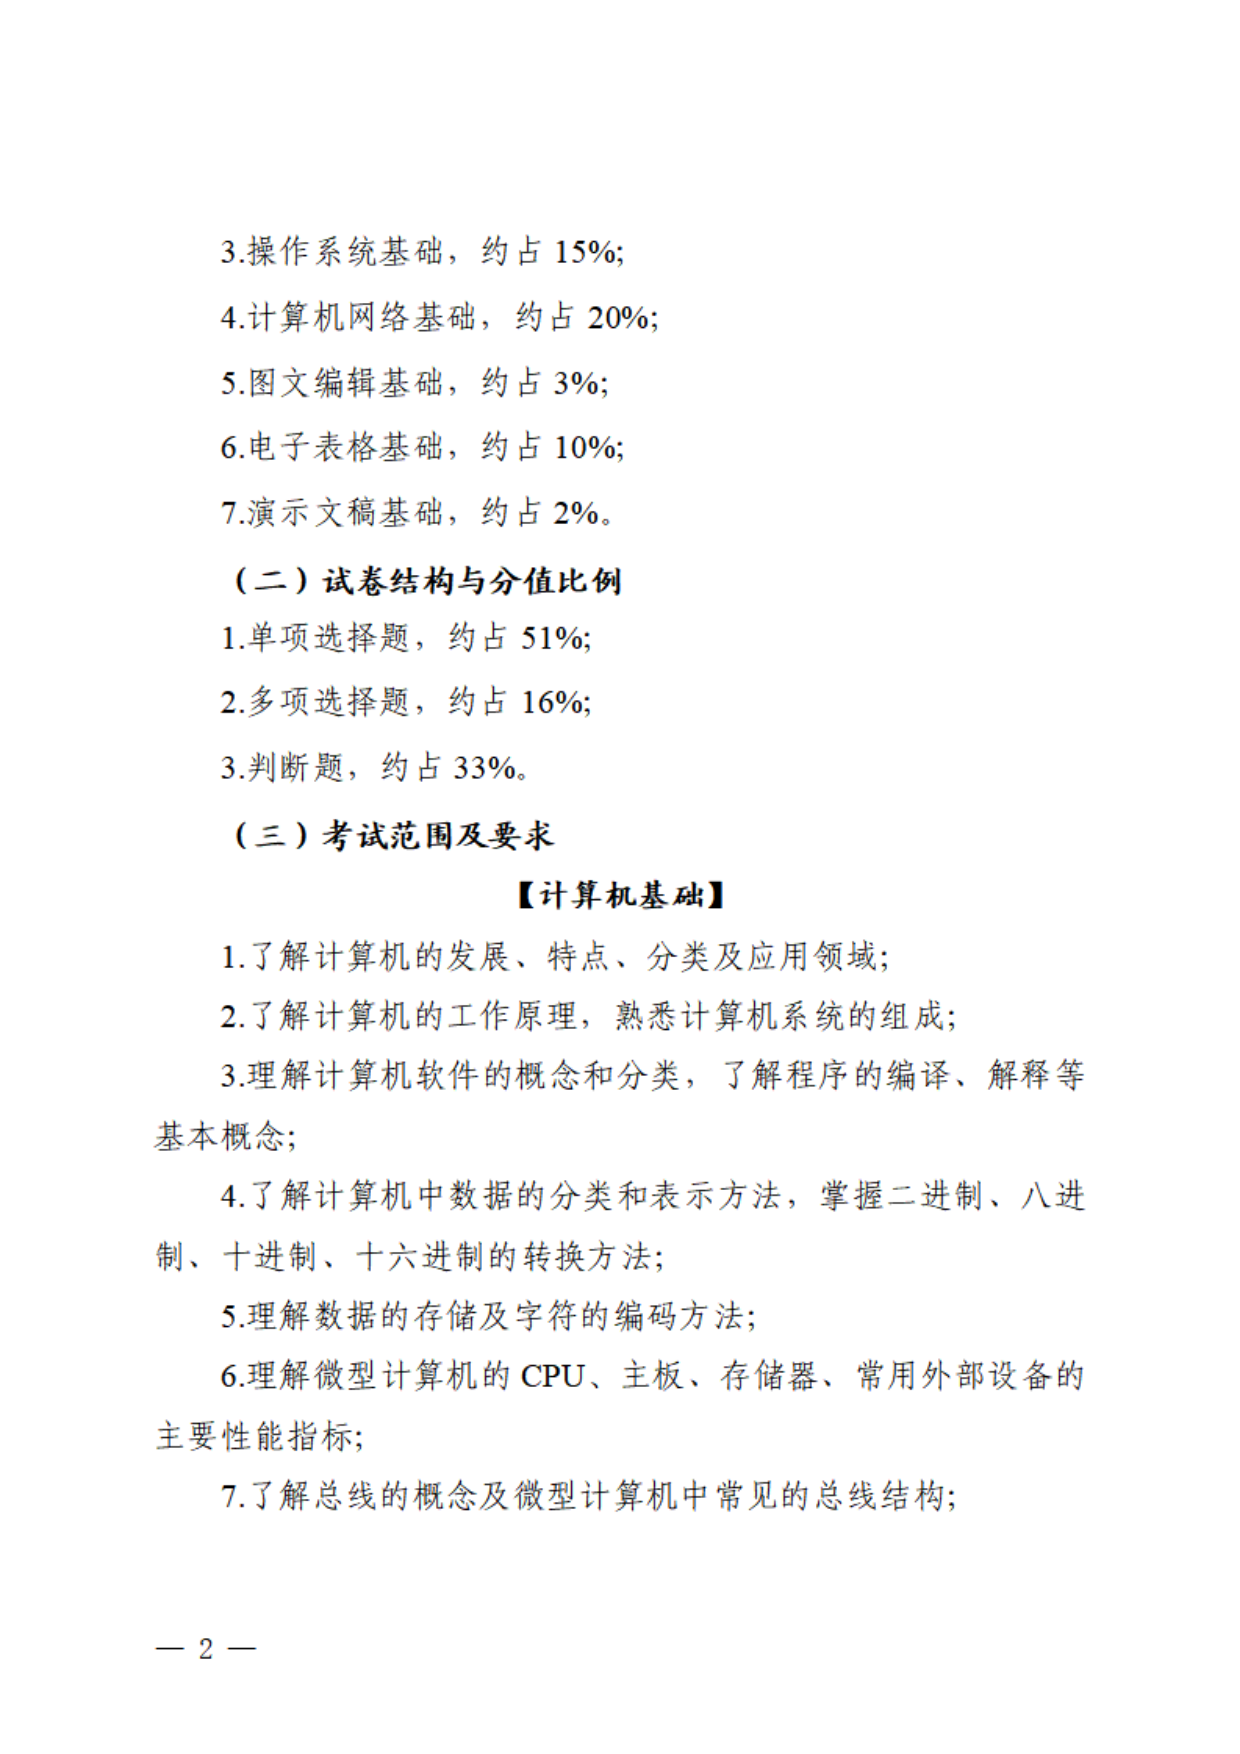 3.操作系统基础，约占 15%;
4.计算机网络基础，约占 20%;
5.图文编辑基础，约占 3%;
6.电子表格基础，约占 10%;
7.演示文稿基础，约占 2%。
（二）试卷结构与分值比例
1.单项选择题，约占 51%;
2.多项选择题，约占 16%;
3.判断题，约占 33%。
（三）考试范围及要求
【计算机基础】
1.了解计算机的发展、特点、分类及应用领域;
2.了解计算机的工作原理，熟悉计算机系统的组成;
3.理解计算机软件的概念和分类，了解程序的编译、解释等
基本概念;
4.了解计算机中数据的分类和表示方法，掌握二进制、八进
制、十进制、十六进制的转换方法;
5.理解数据的存储及字符的编码方法;
6.理解微型计算机的 CPU、主板、存储器、常用外部设备的
主要性能指标;
7.了解总线的概念及微型计算机中常见的总线结构;
— 2 —